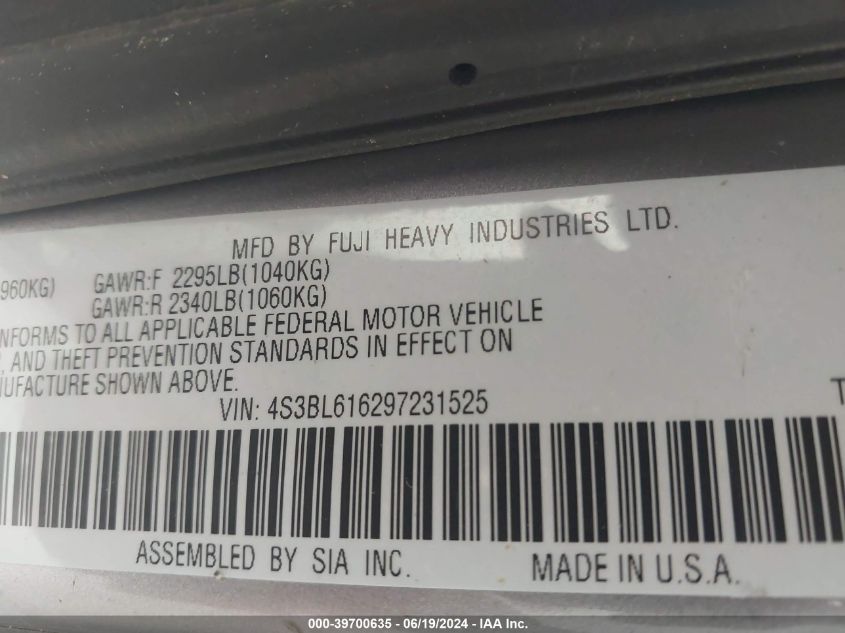 MFD BY FUJI HEAVY INDUSTRIES LTD.
960KG) GAWR:F 2295LB(1040KG)
GAWR:R 2340LB(1060KG)
NFORMS TO ALL APPLICABLE FEDERAL MOTOR VEHICLE
, AND THEFT PREVENTION STANDARDS IN EFFECT ON
NUFACTURE SHOWN ABOVE.
VIN: 4S3BL616297231525
T
ASSEMBLED BY SIA INC. MADE IN U.S.A.
000-39700635 - 06/19/2024 - IAA Inc.